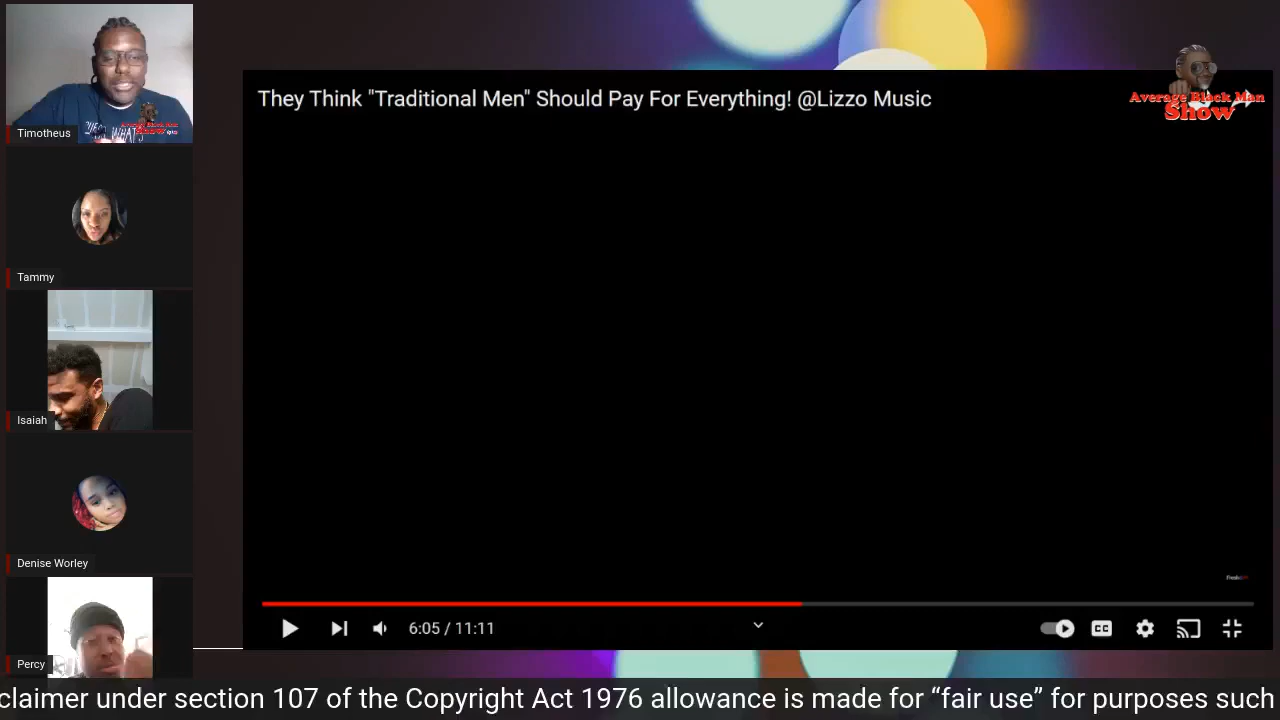 They Think "Traditional Men" Should Pay For Everything! @Lizzo Music
Average Black Man
Show
Timotheus
Tammy
Isaiah
Denise Worley
Percy
6:05 / 11:11
CC
claimer under section 107 of the Copyright Act 1976 allowance is made for “fair use” for purposes such